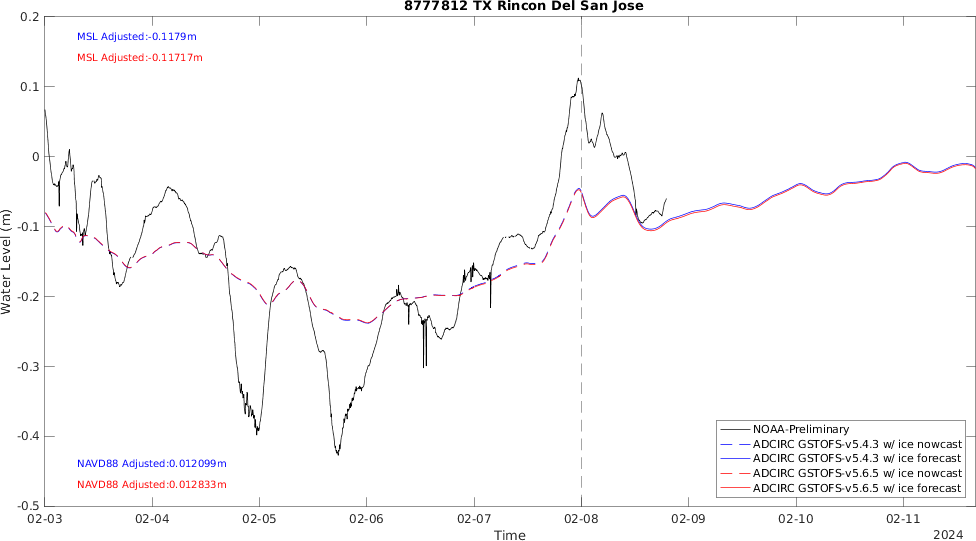 8777812 TX Rincon Del San Jose
MSL Adjusted:-0.1179m
MSL Adjusted:-0.11717m
0.2
0.1
0
-0.1
-0.2
-0.3
-0.4
-0.5
Water Level (m)
NAVD88 Adjusted:0.012099m
NAVD88 Adjusted:0.012833m
NOAA-Preliminary
ADCIRC GSTOFS-v5.4.3 w/ ice nowcast
ADCIRC GSTOFS-v5.4.3 w/ ice forecast
ADCIRC GSTOFS-v5.6.5 w/ ice nowcast
ADCIRC GSTOFS-v5.6.5 w/ ice forecast
02-03 02-04 02-05 02-06 02-07 02-08 02-09 02-10 02-11
Time
2024